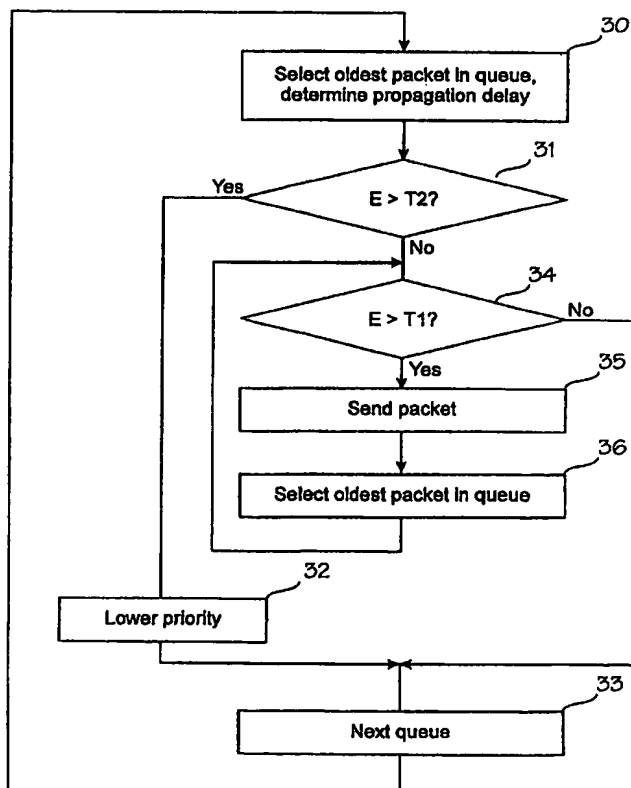 30
Select oldest packet in queue,
determine propagation delay
31
Yes
E > T2?
No
34
E > T1?
No
Yes
35
Send packet
36
Select oldest packet in queue
32
Lower priority
33
Next queue